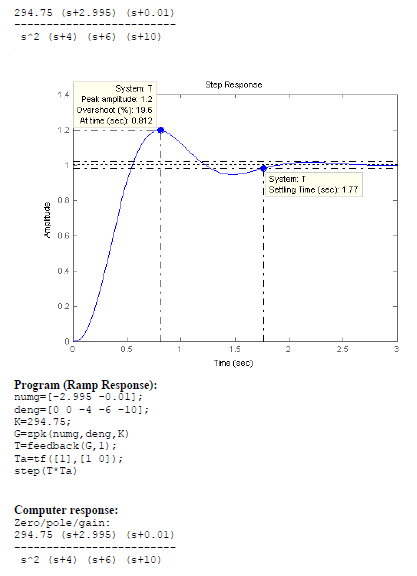 294.75 (s+2.995) (s+0.01)
-------------------------
s^2 (s+4) (s+6) (s+10)
Step Response
System: T
Peak amplitude: 1.2
Overshoot (%): 19.6
At time (sec): 0.812
System: T
Settling Time (sec): 1.77
1.4
1.2
1
0.8
0.6
0.4
0.2
0
Amplitude
0 0.5 1 1.5 2 2.5 3
Time (sec)
Program (Ramp Response):
numg=[-2.995 -0.01];
deng=[0 0 -4 -6 -10];
K=294.75;
G=zpk(numg,deng,K)
T=feedback(G,1);
Ta=tf([1],[1 0]);
step(T*Ta)
Computer response:
Zero/pole/gain:
294.75 (s+2.995) (s+0.01)
-------------------------
s^2 (s+4) (s+6) (s+10)